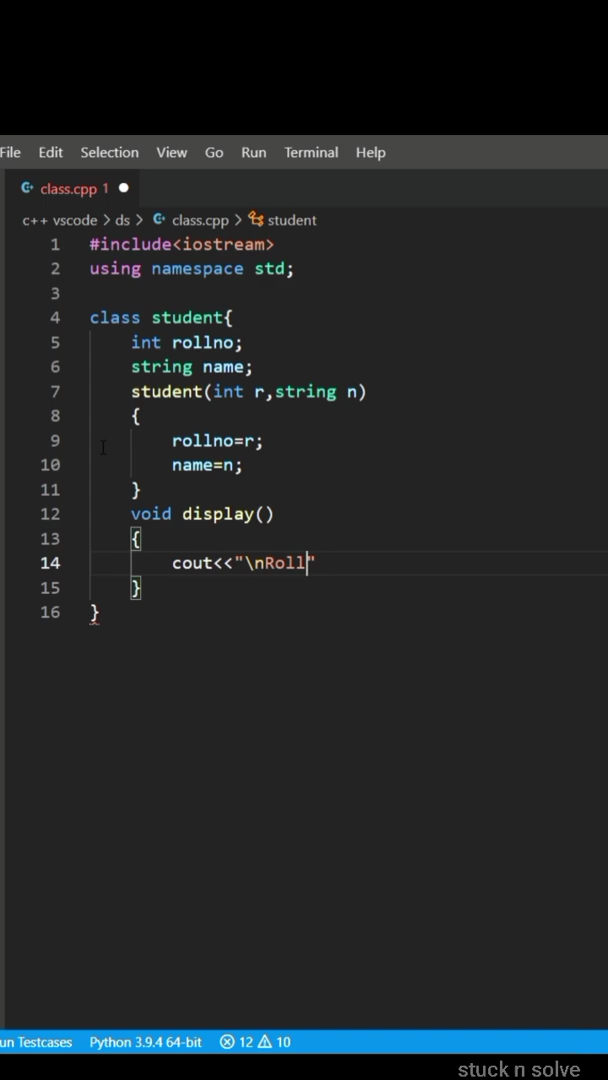 File Edit Selection View Go Run Terminal Help
class.cpp 1
c++ vscode > ds > class.cpp > student
1 #include<iostream>
2 using namespace std;
3
4 class student{
5 int rollno;
6 string name;
7 student(int r,string n)
8 {
9 rollno=r;
10 name=n;
11 }
12 void display()
13 {
14 cout<<"\nRoll"
15 }
16 }
un Testcases Python 3.9.4 64-bit 12 10
stuck n solve